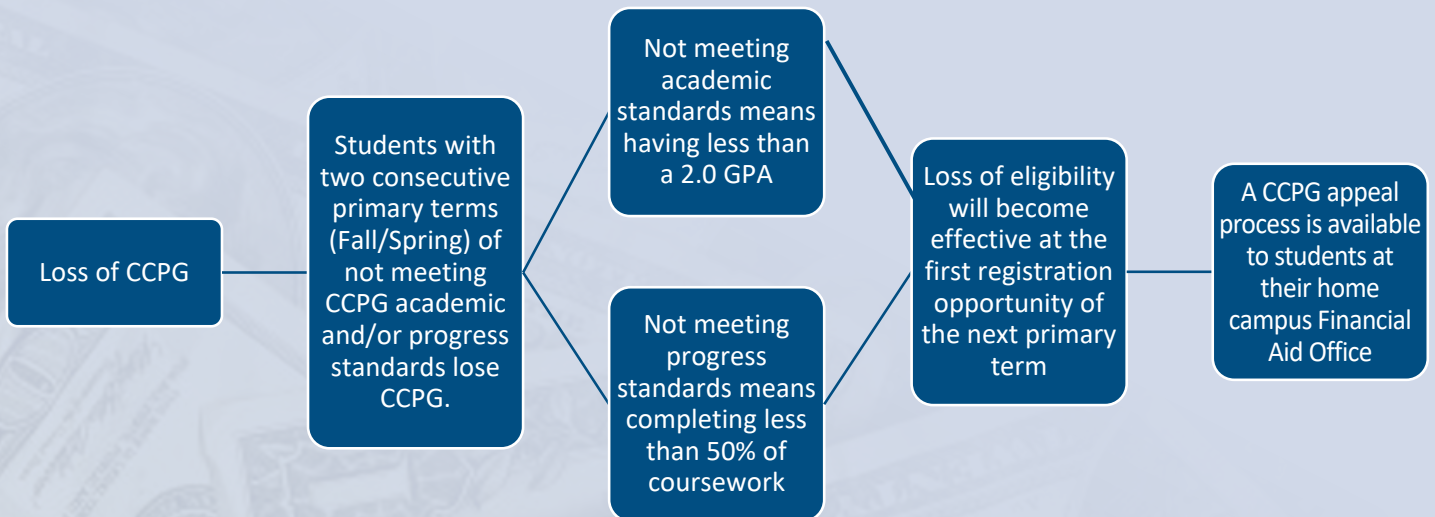 Loss of CCPG
Students with
two consecutive
primary terms
(Fall/Spring) of
not meeting
CCPG academic
and/or progress
standards lose
CCPG.
Not meeting
academic
standards means
having less than
a 2.0 GPA
Not meeting
progress
standards means
completing less
than 50% of
coursework
Loss of eligibility
will become
effective at the
first registration
opportunity of
the next primary
term
A CCPG appeal
process is available
to students at
their home
campus Financial
Aid Office